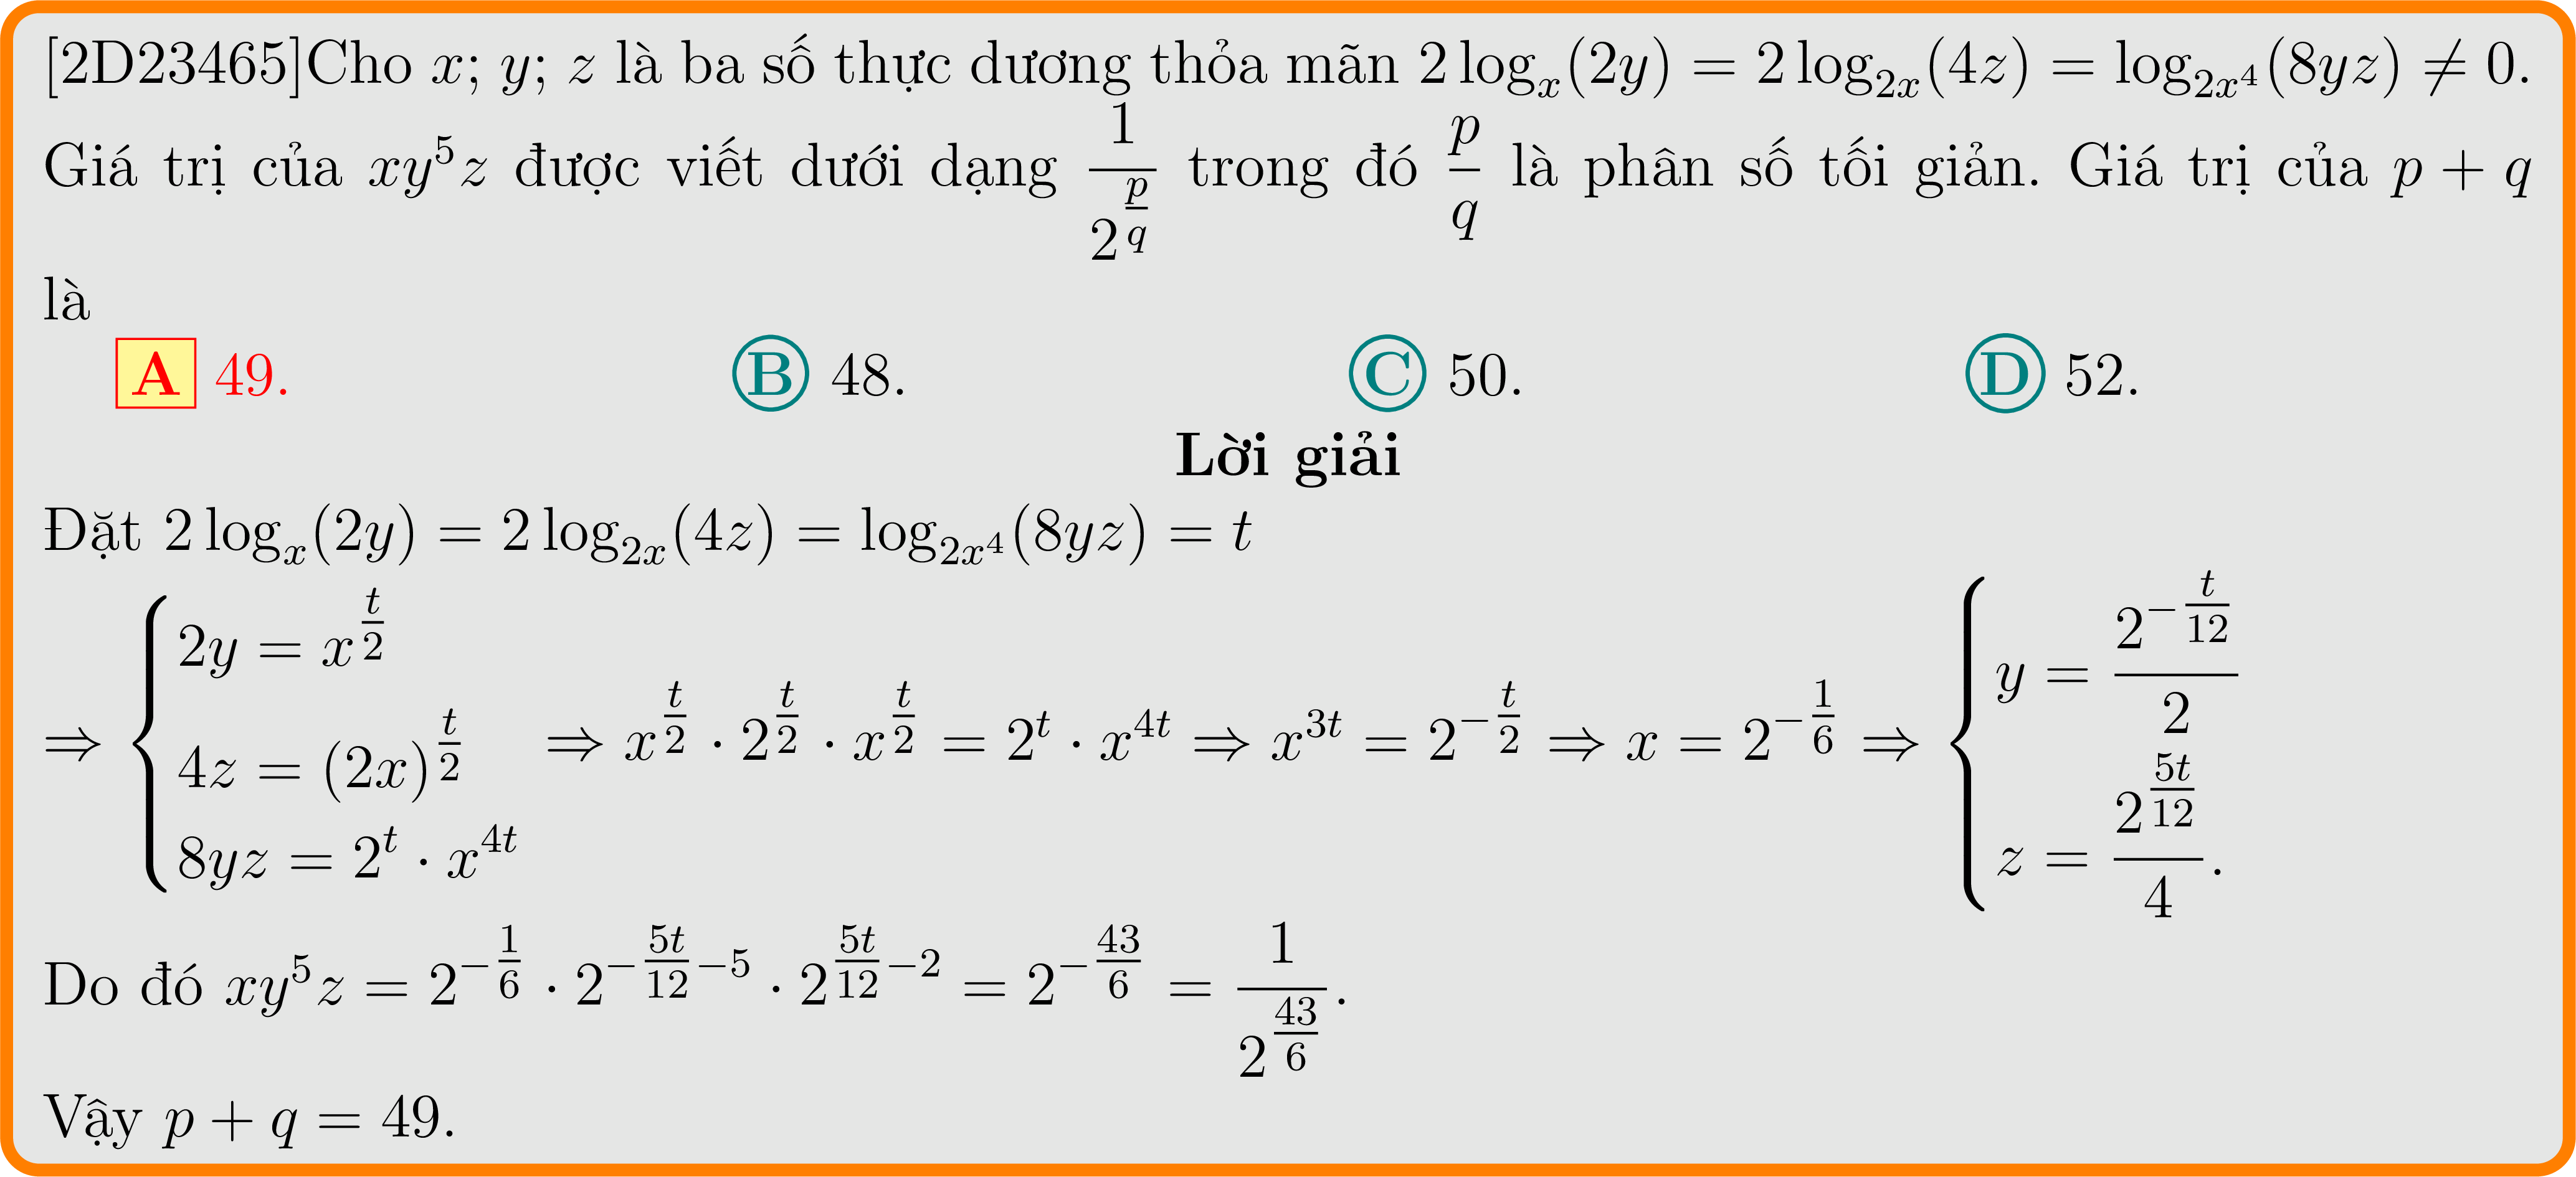 [2D23465]Cho $x$; $y$; $z$ là ba số thực dương thỏa mãn $2\log_x(2y) = 2\log_{2x}(4z) = \log_{2x^4}(8yz) \neq 0$.
Giá trị của $xy^5z$ được viết dưới dạng $\dfrac{1}{2^{\frac{p}{q}}}$ trong đó $\dfrac{p}{q}$ là phân số tối giản. Giá trị của $p + q$
là
A 49. B 48. C 50. D 52.
Lời giải
Đặt $2\log_x(2y) = 2\log_{2x}(4z) = \log_{2x^4}(8yz) = t$
$\Rightarrow \begin{cases} 2y = x^{\frac{t}{2}} \\ 4z = (2x)^{\frac{t}{2}} \\ 8yz = 2^t \cdot x^{4t} \end{cases} \Rightarrow x^{\frac{t}{2}} \cdot 2^{\frac{t}{2}} \cdot x^{\frac{t}{2}} = 2^t \cdot x^{4t} \Rightarrow x^{3t} = 2^{-\frac{t}{2}} \Rightarrow x = 2^{-\frac{1}{6}} \Rightarrow \begin{cases} y = \dfrac{2^{-\frac{t}{12}}}{2} \\ z = \dfrac{2^{\frac{5t}{12}}}{4}. \end{cases}$
Do đó $xy^5z = 2^{-\frac{1}{6}} \cdot 2^{-\frac{5t}{12}-5} \cdot 2^{\frac{5t}{12}-2} = 2^{-\frac{43}{6}} = \dfrac{1}{2^{\frac{43}{6}}}$.
Vậy $p + q = 49$.